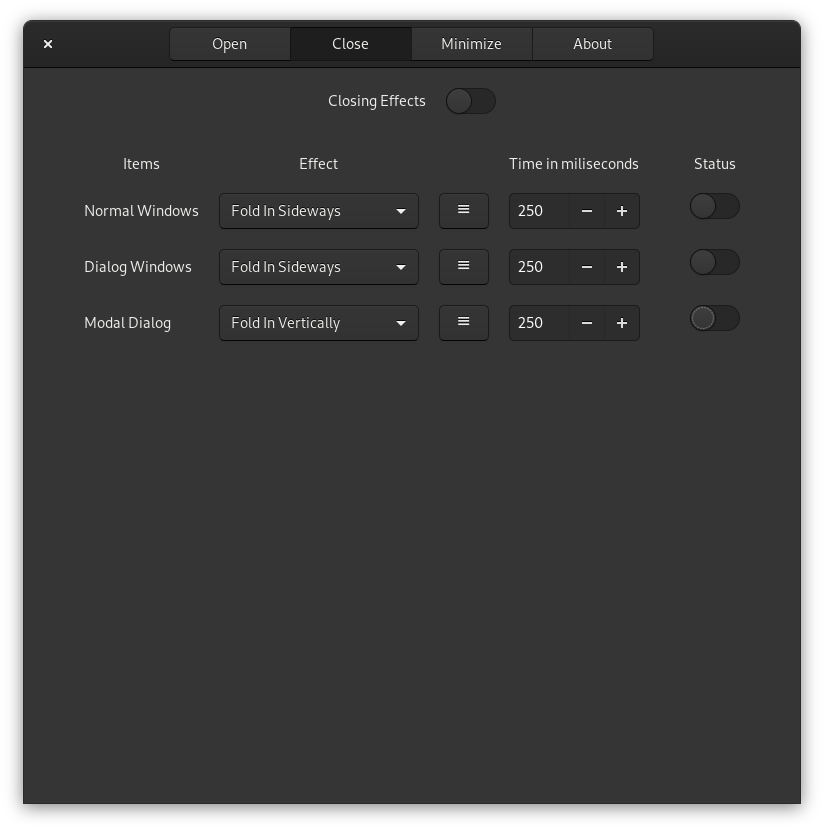 Open Close Minimize About
Closing Effects
Items Effect Time in miliseconds Status
Normal Windows Fold In Sideways 250
Dialog Windows Fold In Sideways 250
Modal Dialog Fold In Vertically 250